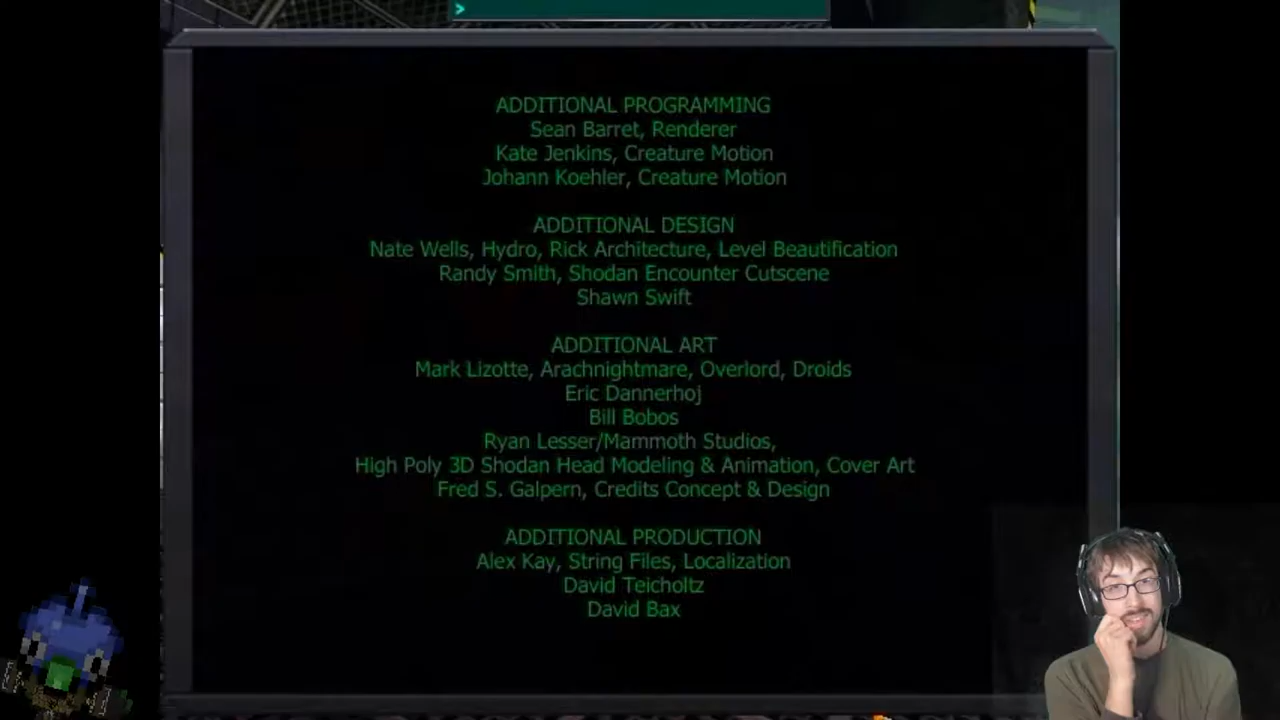 >
ADDITIONAL PROGRAMMING
Sean Barret, Renderer
Kate Jenkins, Creature Motion
Johann Koehler, Creature Motion
ADDITIONAL DESIGN
Nate Wells, Hydro, Rick Architecture, Level Beautification
Randy Smith, Shodan Encounter Cutscene
Shawn Swift
ADDITIONAL ART
Mark Lizotte, Arachnightmare, Overlord, Droids
Eric Dannerhoj
Bill Bobos
Ryan Lesser/Mammoth Studios,
High Poly 3D Shodan Head Modeling & Animation, Cover Art
Fred S. Galpern, Credits Concept & Design
ADDITIONAL PRODUCTION
Alex Kay, String Files, Localization
David Teicholtz
David Bax